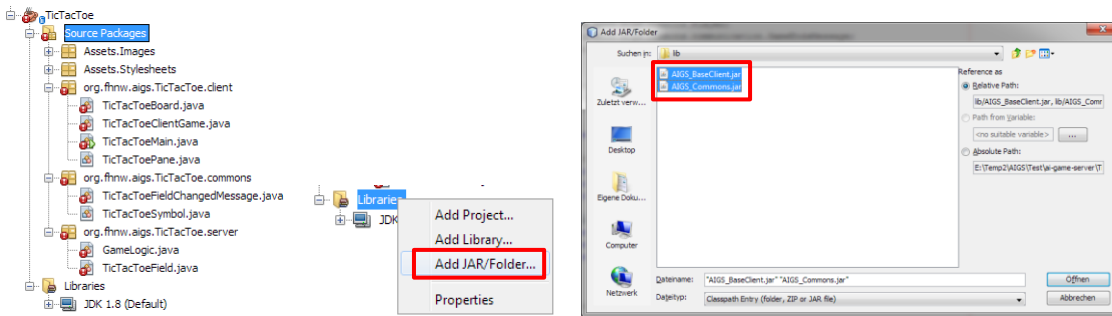 TicTacToe
Source Packages
Assets.Images
Assets.Stylesheets
org.fhnw.aigs.TicTacToe.client
TicTacToeBoard.java
TicTacToeClientGame.java
TicTacToeMain.java
TicTacToePane.java
org.fhnw.aigs.TicTacToe.commons
TicTacToeFieldChangedMessage.java
TicTacToeSymbol.java
org.fhnw.aigs.TicTacToe.server
GameLogic.java
TicTacToeField.java
Libraries
JDK 1.8 (Default)
Libraries
JDK
Add Project...
Add Library...
Add JAR/Folder...
Properties
Add JAR/Folder
Suchen in:
lib
AIGS_BaseClient.jar
AIGS_Commons.jar
Zuletzt verw...
Desktop
Eigene Doku...
Computer
Netzwerk
Reference as
Relative Path:
lib/AIGS_BaseClient.jar, lib/AIGS_Comr
Path from Variable:
<no suitable variable>
...
Absolute Path:
E:\Temp2\AIGS\Test\ai-game-server\T
Dateiname:
"AIGS_BaseClient.jar" "AIGS_Commons.jar"
Dateityp:
Classpath Entry (folder, ZIP or JAR file)
Öffnen
Abbrechen